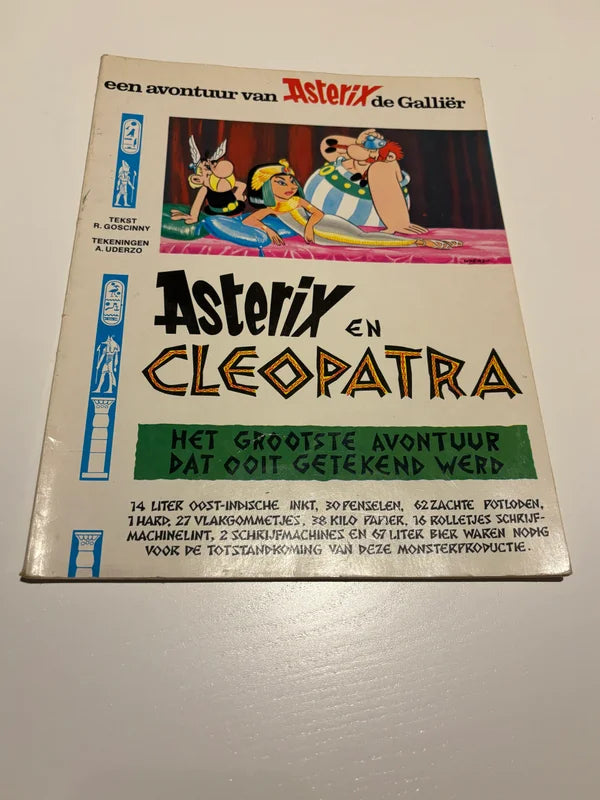 een avontuur van Asterix de Galliër
TEKST
R. GOSCINNY
TEKENINGEN
A. UDERZO
UDERZO
Asterix EN
CLEOPATRA
HET GROOTSTE AVONTUUR
DAT OOIT GETEKEND WERD
14 LITER OOST-INDISCHE INKT, 30 PENSELEN, 62 ZACHTE POTLODEN,
1 HARD, 27 VLAKGOMMETJES, 38 KILO PAPIER, 16 ROLLETJES SCHRIJF-
MACHINELINT, 2 SCHRIJFMACHINES EN 67 LITER BIER WAREN NODIG
VOOR DE TOTSTANDKOMING VAN DEZE MONSTERPRODUCTIE.